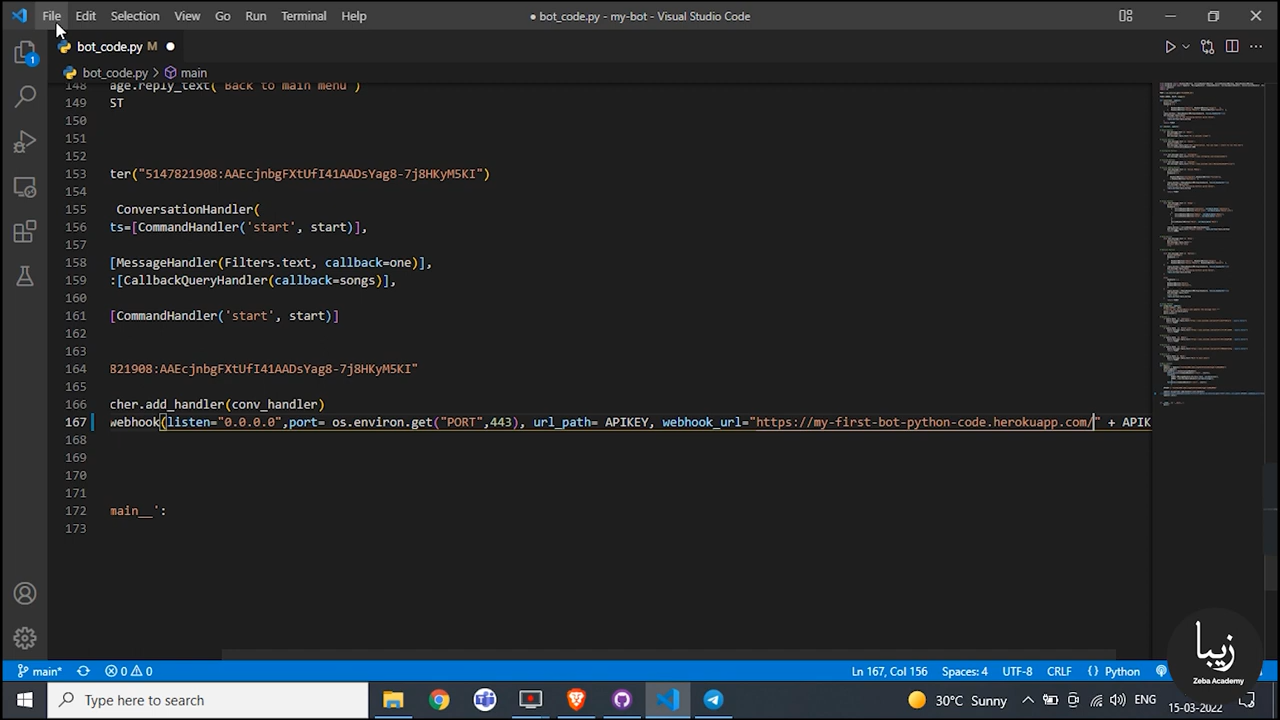 File Edit Selection View Go Run Terminal Help
● bot_code.py - my-bot - Visual Studio Code
bot_code.py M
bot_code.py > main
148 age.reply_text("Back to main menu")
149 ST
150
151
152
153 ter("5147821908:AAEcjnbgFXtUfI41AADsYag8-7j8HKyM5KI")
154
155 ConversationHandler(
156 ts=[CommandHandler('start', start)],
157
158 [MessageHandler(Filters.text, callback=one)],
159 :[CallbackQueryHandler(callback=songs)],
160
161 [CommandHandler('start', start)]
162
163
164 821908:AAEcjnbgFXtUfI41AADsYag8-7j8HKyM5KI"
165
166 cher.add_handler(conv_handler)
167 webhook(listen="0.0.0.0",port= os.environ.get("PORT",443), url_path= APIKEY, webhook_url="https://my-first-bot-python-code.herokuapp.com/" + APIK
168
169
170
171
172 main__':
173
1
main* 0 0
Ln 167, Col 156 Spaces: 4 UTF-8 CRLF {} Python
زيبا
Zeba Academy
Type here to search
30°C Sunny
ENG
15-03-2022